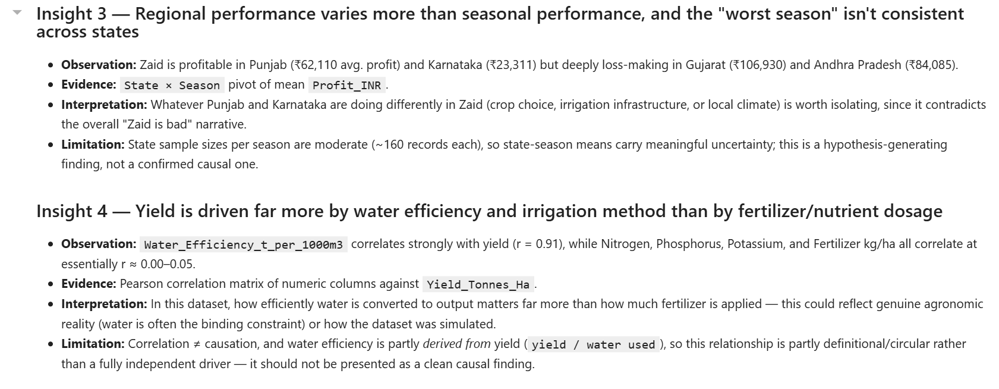 Insight 3 — Regional performance varies more than seasonal performance, and the "worst season" isn't consistent
across states
• Observation: Zaid is profitable in Punjab (₹62,110 avg. profit) and Karnataka (₹23,311) but deeply loss-making in Gujarat (₹106,930) and Andhra Pradesh (₹84,085).
• Evidence: State × Season pivot of mean Profit_INR.
• Interpretation: Whatever Punjab and Karnataka are doing differently in Zaid (crop choice, irrigation infrastructure, or local climate) is worth isolating, since it contradicts
the overall "Zaid is bad" narrative.
• Limitation: State sample sizes per season are moderate (~160 records each), so state-season means carry meaningful uncertainty; this is a hypothesis-generating
finding, not a confirmed causal one.
Insight 4 — Yield is driven far more by water efficiency and irrigation method than by fertilizer/nutrient dosage
• Observation: Water_Efficiency_t_per_1000m3 correlates strongly with yield (r = 0.91), while Nitrogen, Phosphorus, Potassium, and Fertilizer kg/ha all correlate at
essentially r ≈ 0.00–0.05.
• Evidence: Pearson correlation matrix of numeric columns against Yield_Tonnes_Ha.
• Interpretation: In this dataset, how efficiently water is converted to output matters far more than how much fertilizer is applied — this could reflect genuine agronomic
reality (water is often the binding constraint) or how the dataset was simulated.
• Limitation: Correlation ≠ causation, and water efficiency is partly derived from yield (yield / water used), so this relationship is partly definitional/circular rather
than a fully independent driver — it should not be presented as a clean causal finding.